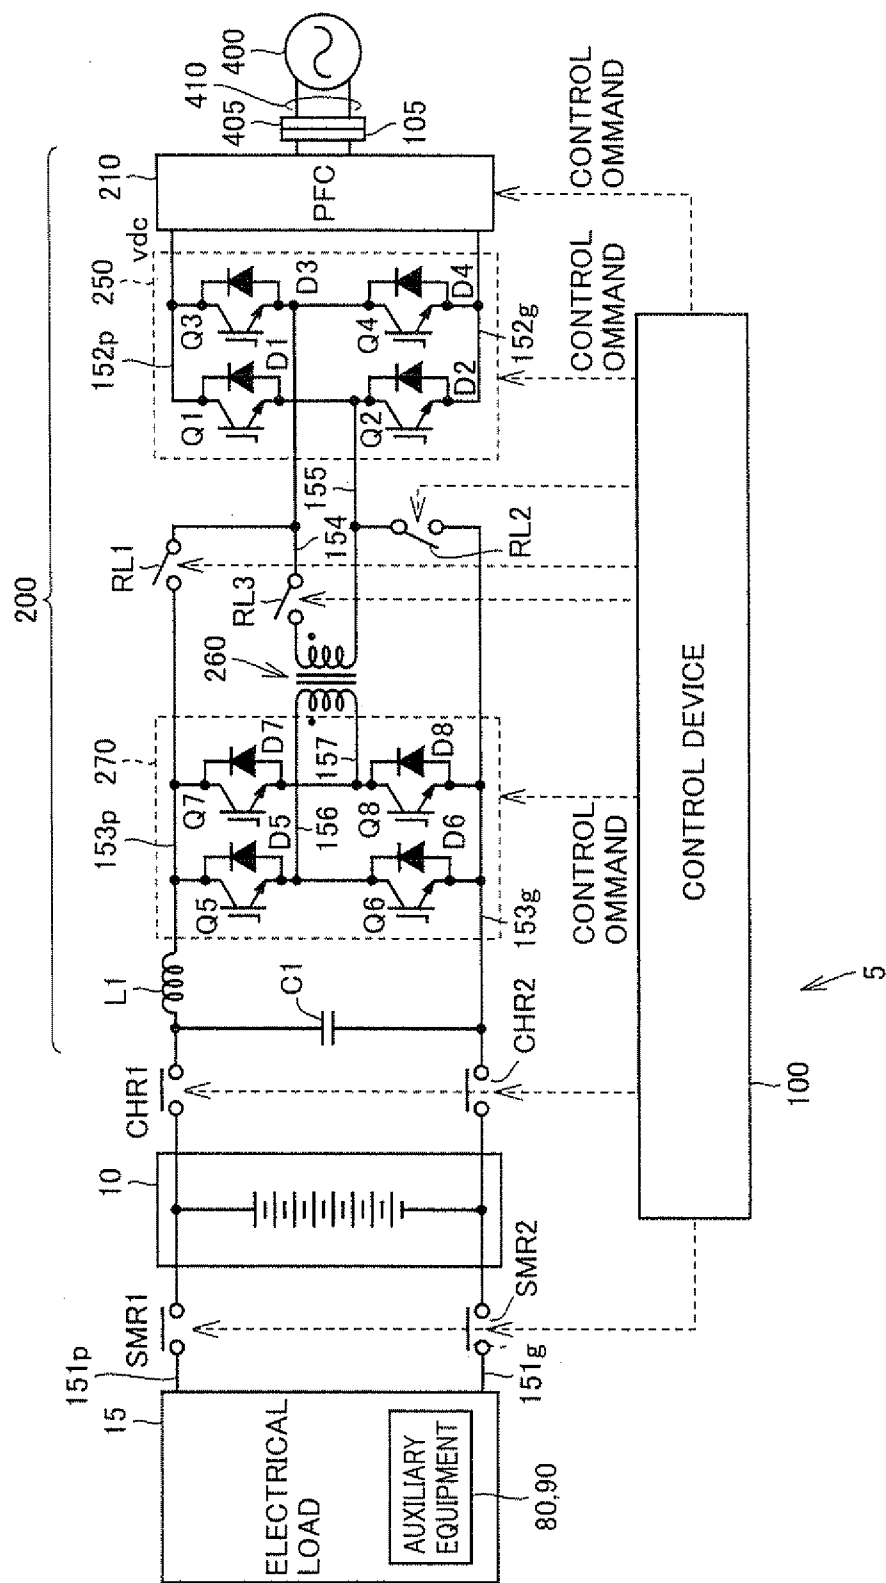 200
400
410
405
105
210
PFC
vdc
250
152p
Q3
D3
Q1
D1
Q4
D4
Q2
D2
152g
155
154
RL1
RL2
RL3
260
270
153p
Q7
D7
Q5
D5
157
156
Q8
D8
Q6
D6
153g
L1
C1
CHR1
CHR2
10
SMR1
SMR2
151p
151g
15
ELECTRICAL
LOAD
AUXILIARY
EQUIPMENT
80,90
CONTROL
OMMAND
CONTROL
OMMAND
CONTROL
OMMAND
CONTROL DEVICE
100
5